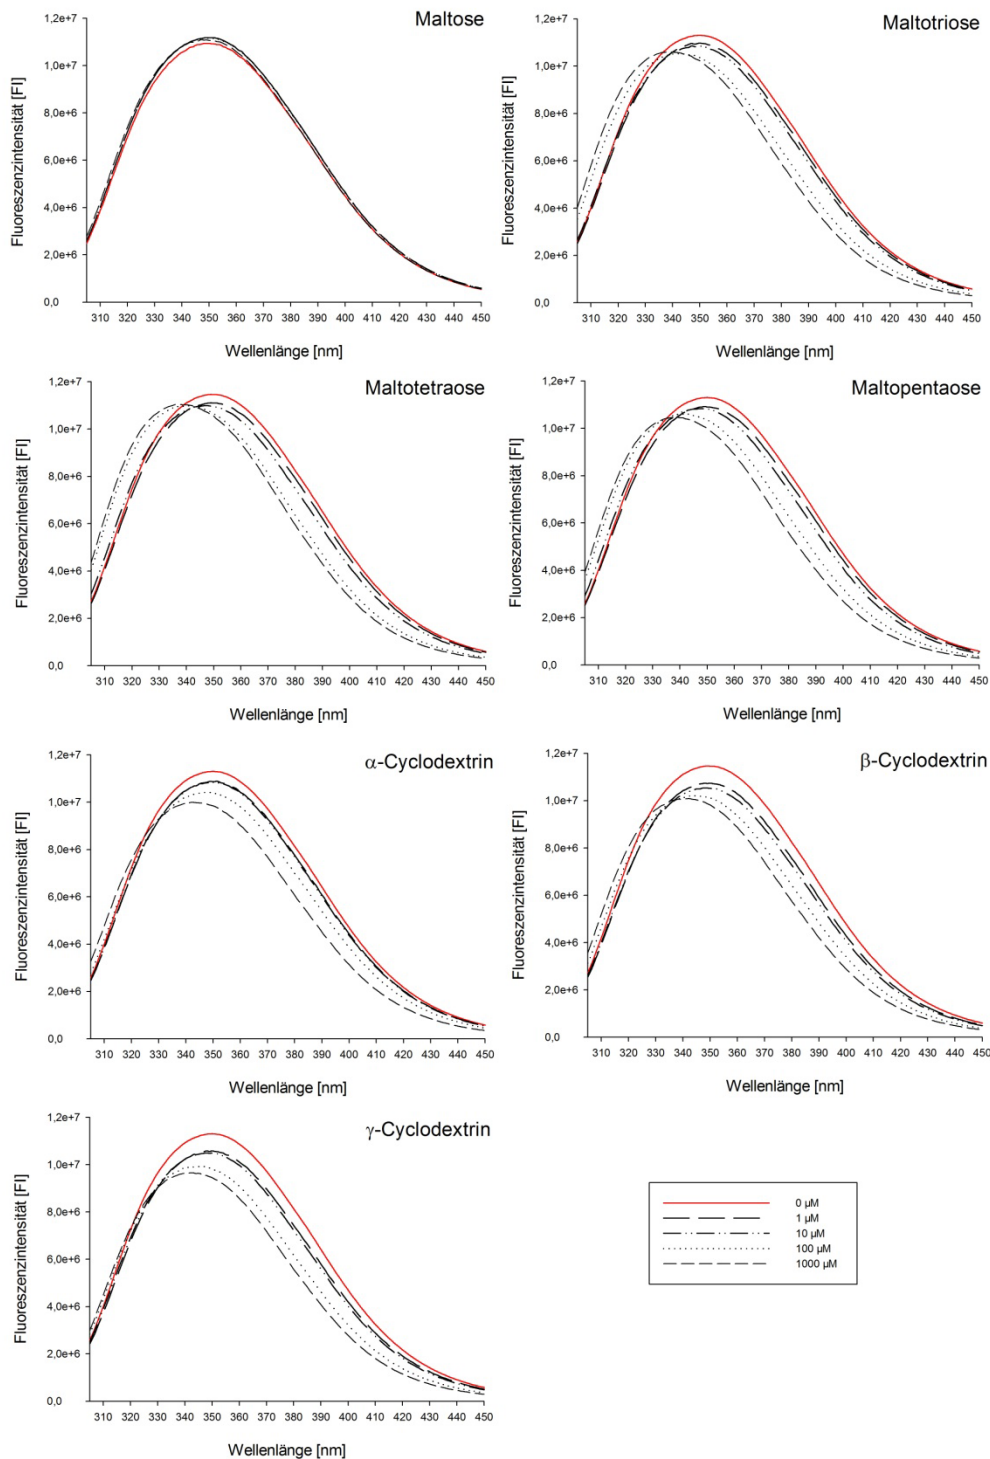 Maltose
Fluoreszenzintensität [FI]
1,2e+7
1,0e+7
8,0e+6
6,0e+6
4,0e+6
2,0e+6
0,0
310 320 330 340 350 360 370 380 390 400 410 420 430 440 450
Wellenlänge [nm]
Maltotriose
Fluoreszenzintensität [FI]
1,2e+7
1,0e+7
8,0e+6
6,0e+6
4,0e+6
2,0e+6
0,0
310 320 330 340 350 360 370 380 390 400 410 420 430 440 450
Wellenlänge [nm]
Maltotetraose
Fluoreszenzintensität [FI]
1,2e+7
1,0e+7
8,0e+6
6,0e+6
4,0e+6
2,0e+6
0,0
310 320 330 340 350 360 370 380 390 400 410 420 430 440 450
Wellenlänge [nm]
Maltopentaose
Fluoreszenzintensität [FI]
1,2e+7
1,0e+7
8,0e+6
6,0e+6
4,0e+6
2,0e+6
0,0
310 320 330 340 350 360 370 380 390 400 410 420 430 440 450
Wellenlänge [nm]
α-Cyclodextrin
Fluoreszenzintensität [FI]
1,2e+7
1,0e+7
8,0e+6
6,0e+6
4,0e+6
2,0e+6
0,0
310 320 330 340 350 360 370 380 390 400 410 420 430 440 450
Wellenlänge [nm]
β-Cyclodextrin
Fluoreszenzintensität [FI]
1,2e+7
1,0e+7
8,0e+6
6,0e+6
4,0e+6
2,0e+6
0,0
310 320 330 340 350 360 370 380 390 400 410 420 430 440 450
Wellenlänge [nm]
γ-Cyclodextrin
Fluoreszenzintensität [FI]
1,2e+7
1,0e+7
8,0e+6
6,0e+6
4,0e+6
2,0e+6
0,0
310 320 330 340 350 360 370 380 390 400 410 420 430 440 450
Wellenlänge [nm]
0 µM
1 µM
10 µM
100 µM
1000 µM